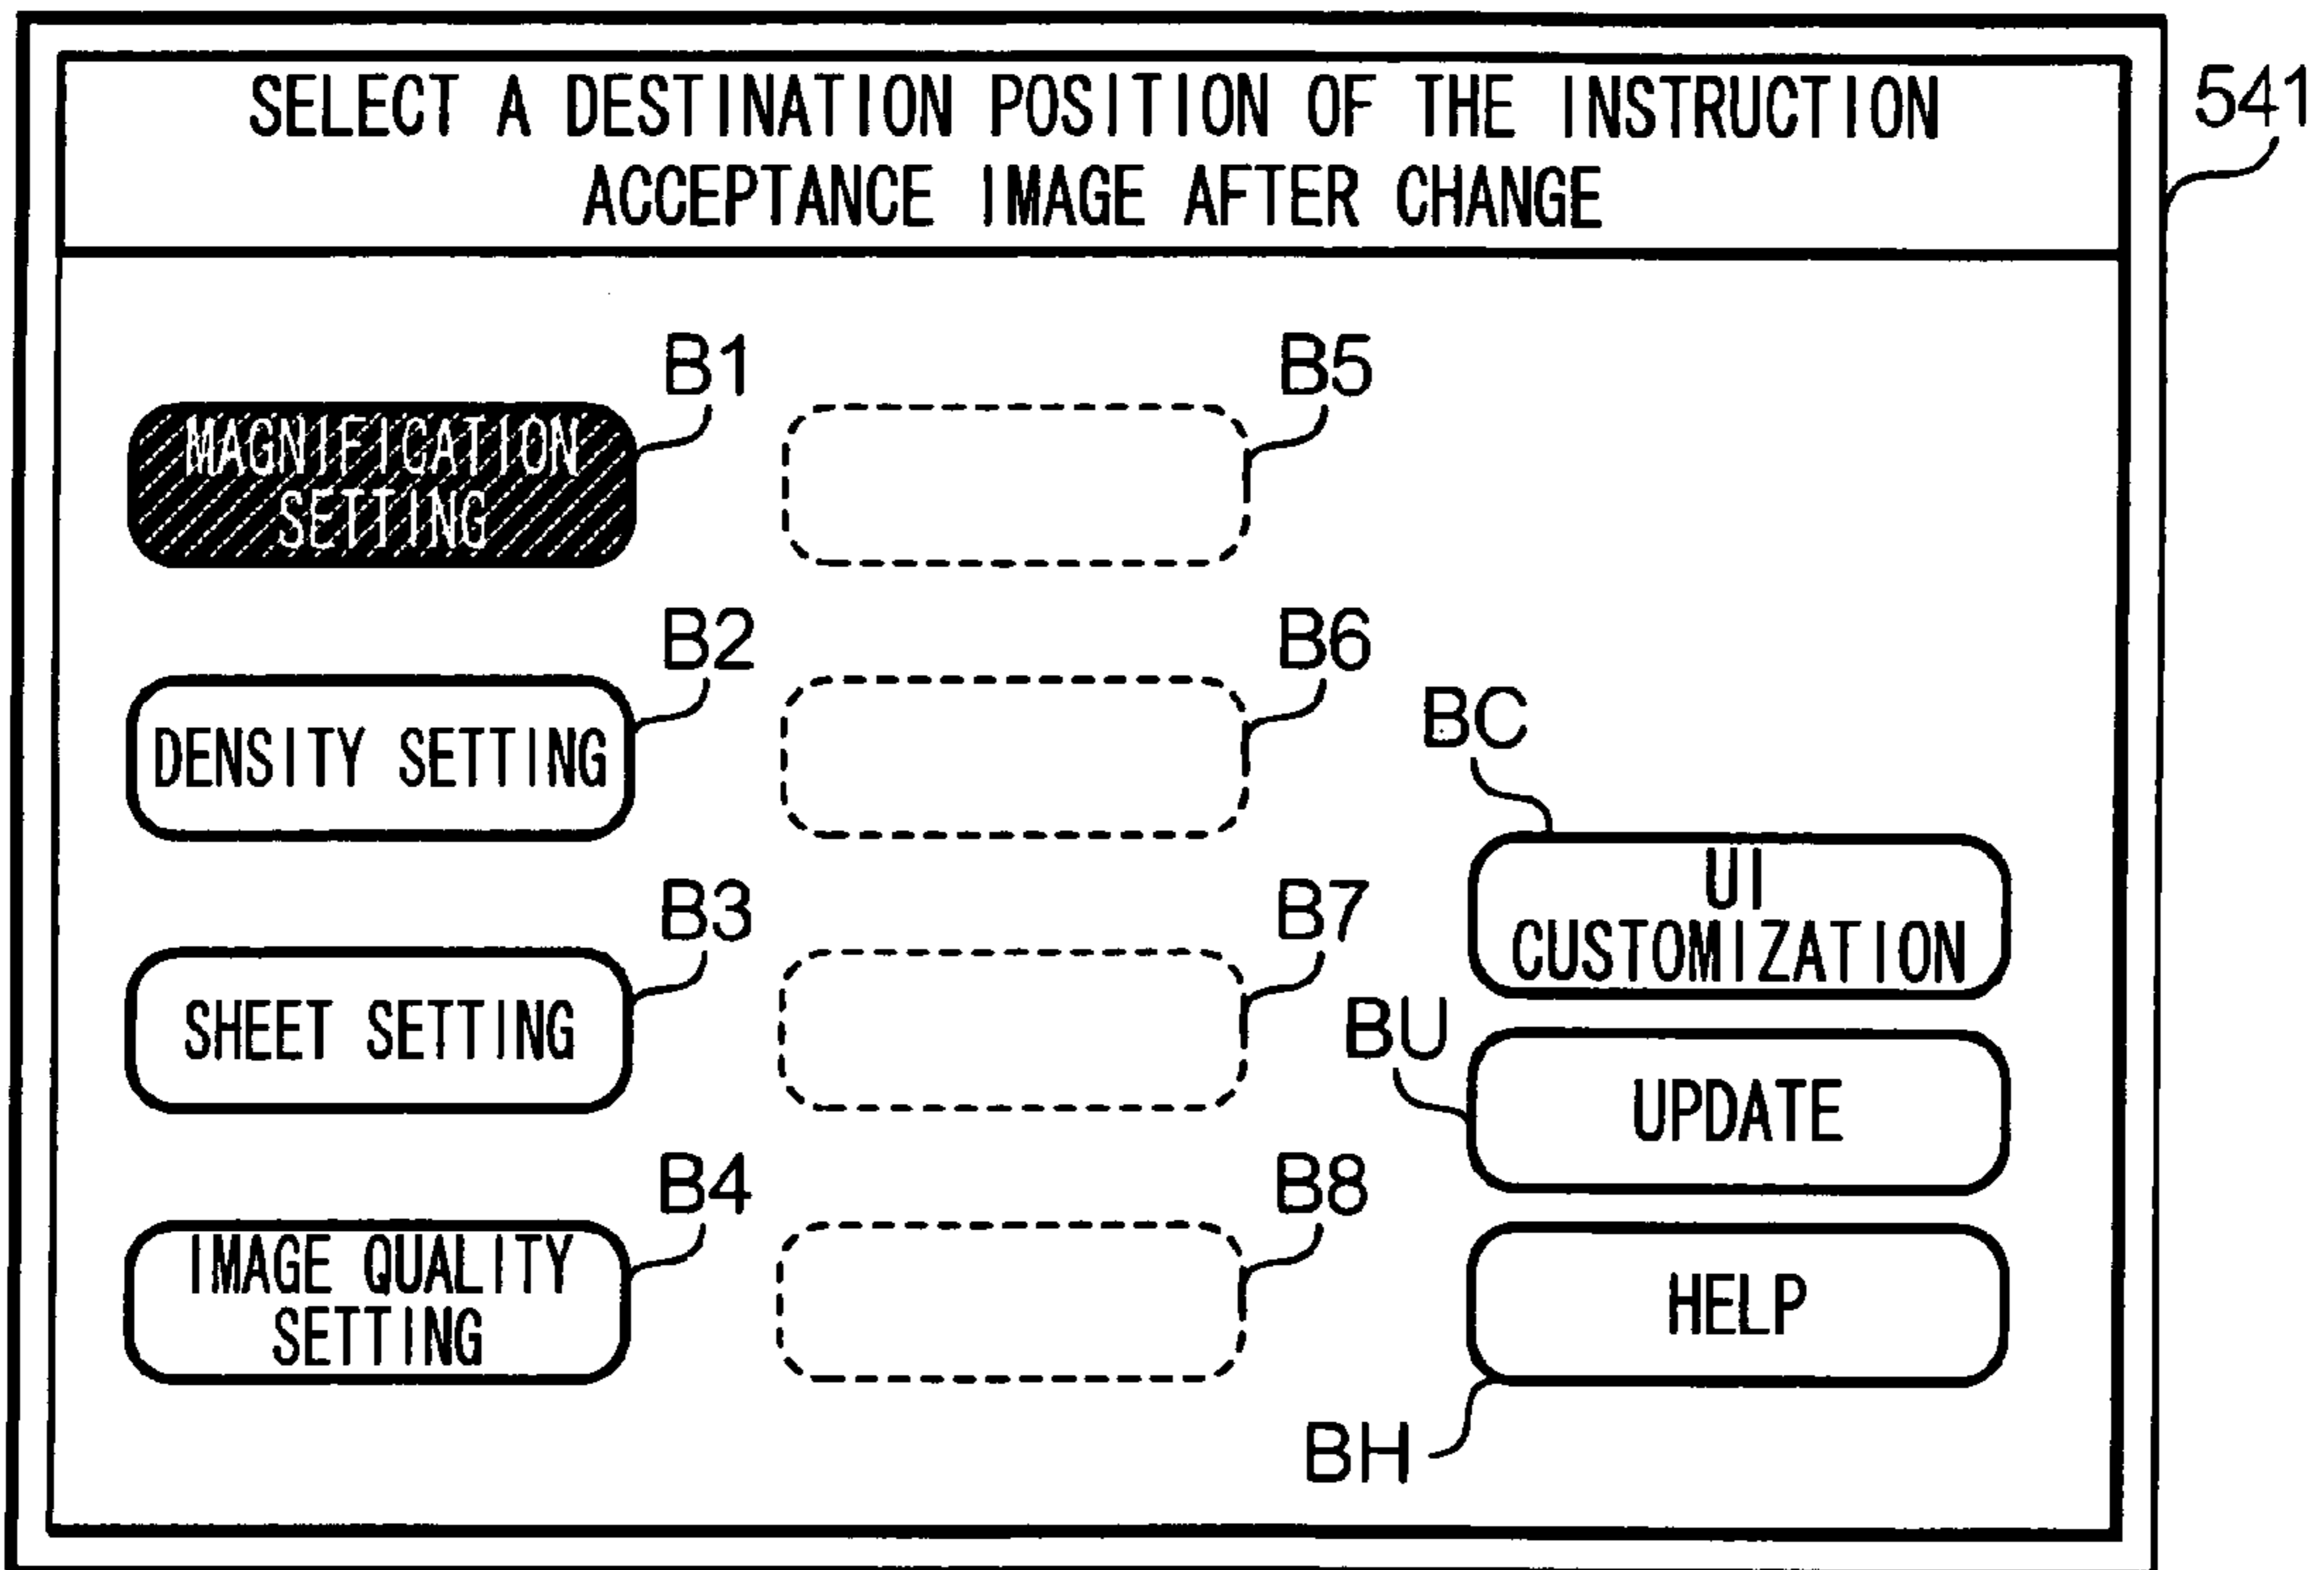 SELECT A DESTINATION POSITION OF THE INSTRUCTION
ACCEPTANCE IMAGE AFTER CHANGE
541
B1
MAGNIFICATION
SETTING
B5
B2
DENSITY SETTING
B6
BC
UI
CUSTOMIZATION
B3
SHEET SETTING
B7
BU
UPDATE
B4
IMAGE QUALITY
SETTING
B8
HELP
BH